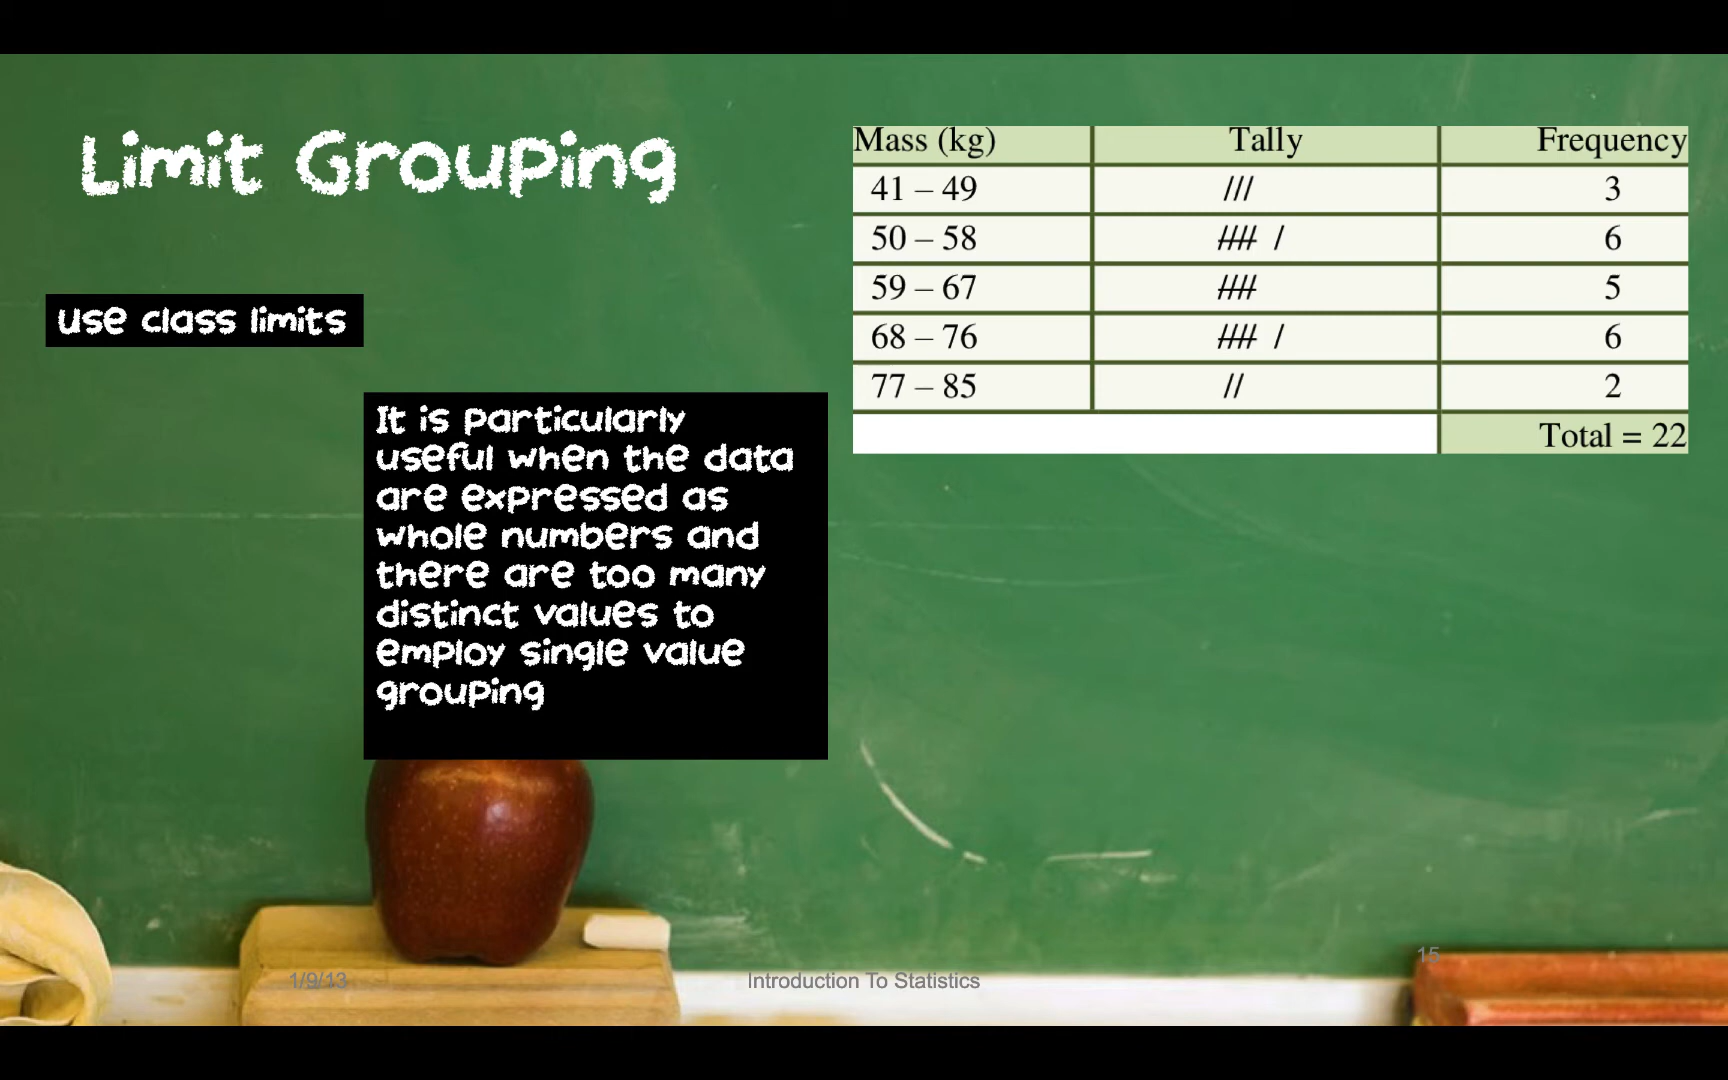 Limit Grouping
use class limits
It is particularly
useful when the data
are expressed as
whole numbers and
there are too many
distinct values to
employ single value
grouping
Mass (kg) Tally Frequency
41 – 49 /// 3
50 – 58 //// / 6
59 – 67 //// 5
68 – 76 //// / 6
77 – 85 // 2
Total = 22
1/9/13
Introduction To Statistics
15